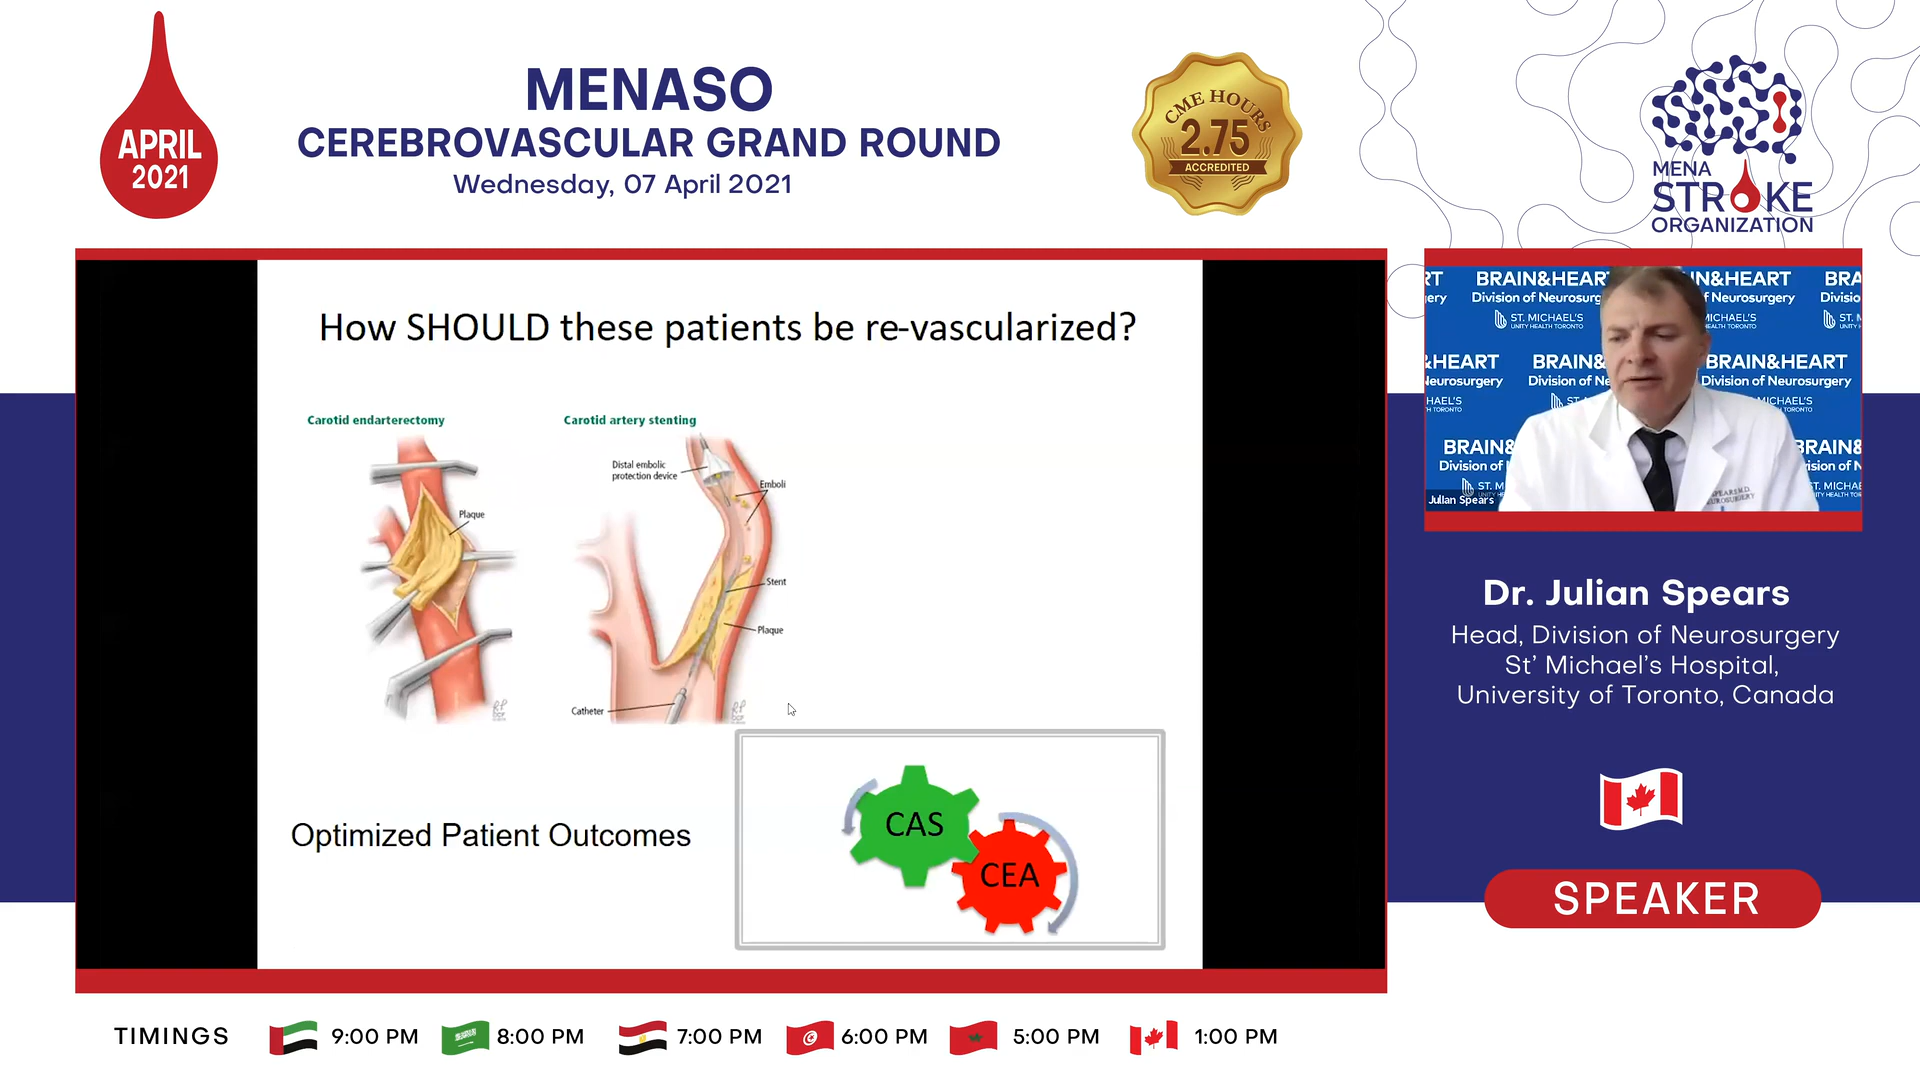 APRIL
2021
MENASO
CEREBROVASCULAR GRAND ROUND
Wednesday, 07 April 2021
CME HOURS
2.75
ACCREDITED
MENA
STROKE
ORGANIZATION
How SHOULD these patients be re-vascularized?
Carotid endarterectomy
Plaque
Carotid artery stenting
Distal embolic
protection device
Emboli
Stent
Plaque
Catheter
Optimized Patient Outcomes
CAS
CEA
BRAIN&HEART
Division of Neurosurgery
ST. MICHAEL'S
UNITY HEALTH TORONTO
Julian Spears
Dr. Julian Spears
Head, Division of Neurosurgery
St’ Michael’s Hospital,
University of Toronto, Canada
SPEAKER
TIMINGS
9:00 PM
8:00 PM
7:00 PM
6:00 PM
5:00 PM
1:00 PM